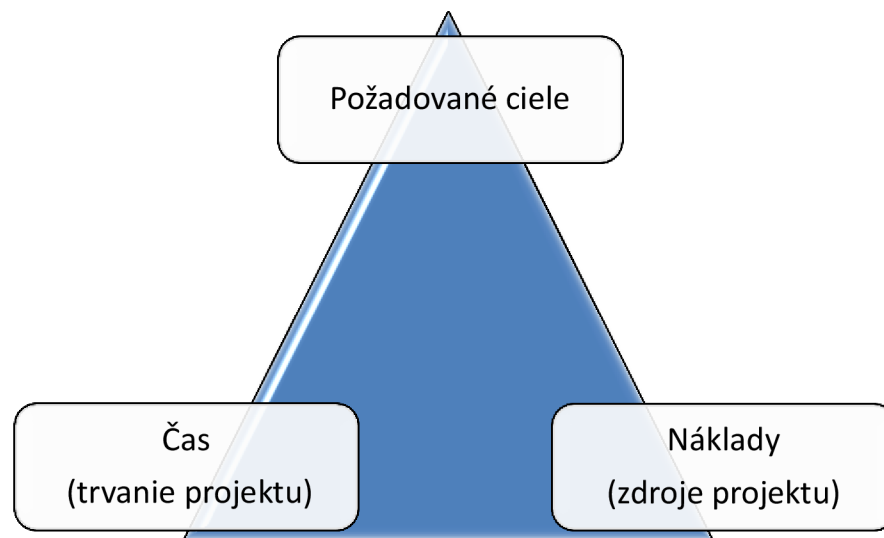 Požadované ciele
Čas
(trvanie projektu)
Náklady
(zdroje projektu)